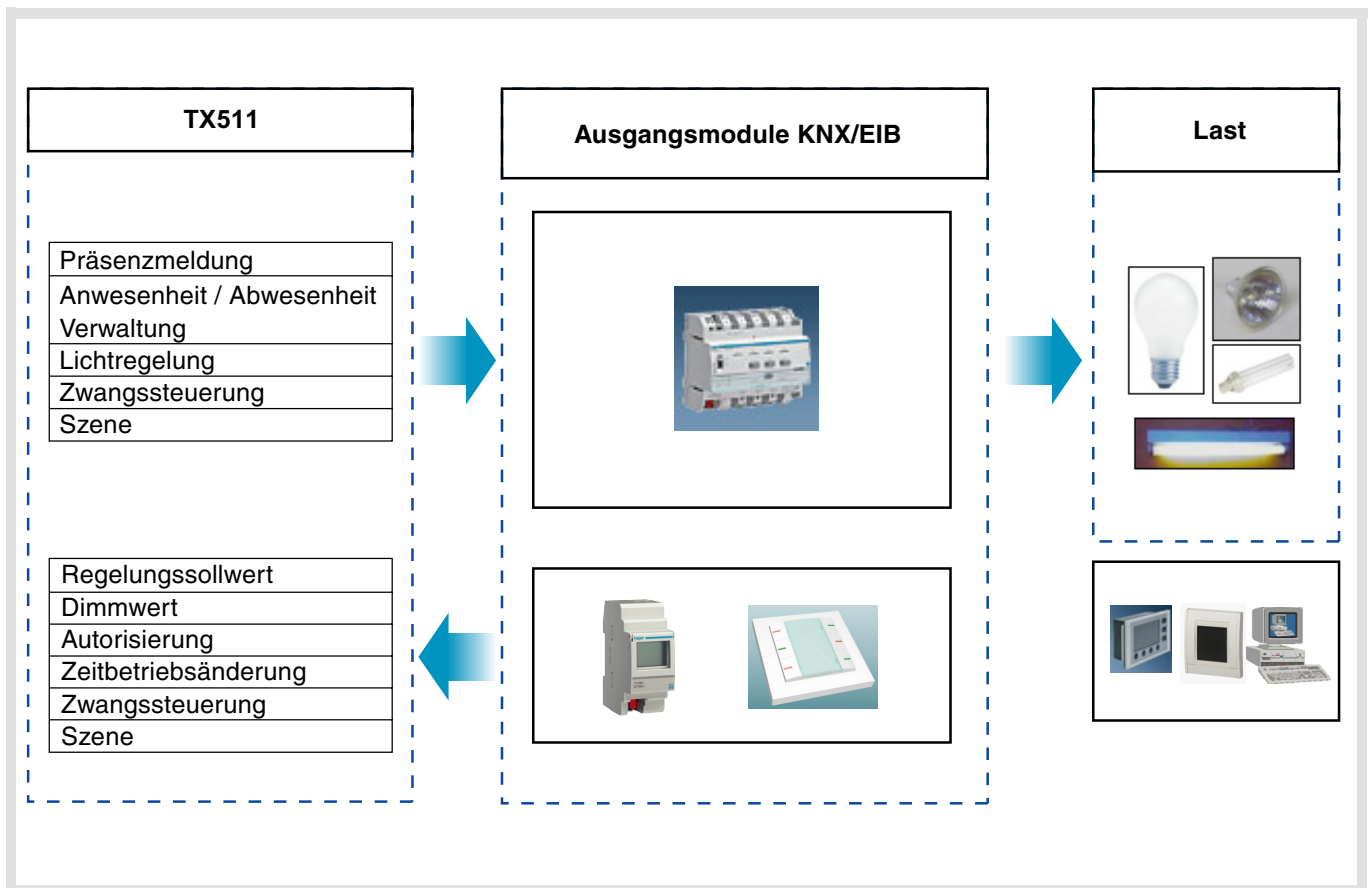 TX511
Ausgangsmodule KNX/EIB
Last
Präsenzmeldung
Anwesenheit / Abwesenheit
Verwaltung
Lichtregelung
Zwangssteuerung
Szene
Regelungssollwert
Dimmwert
Autorisierung
Zeitbetriebsänderung
Zwangssteuerung
Szene